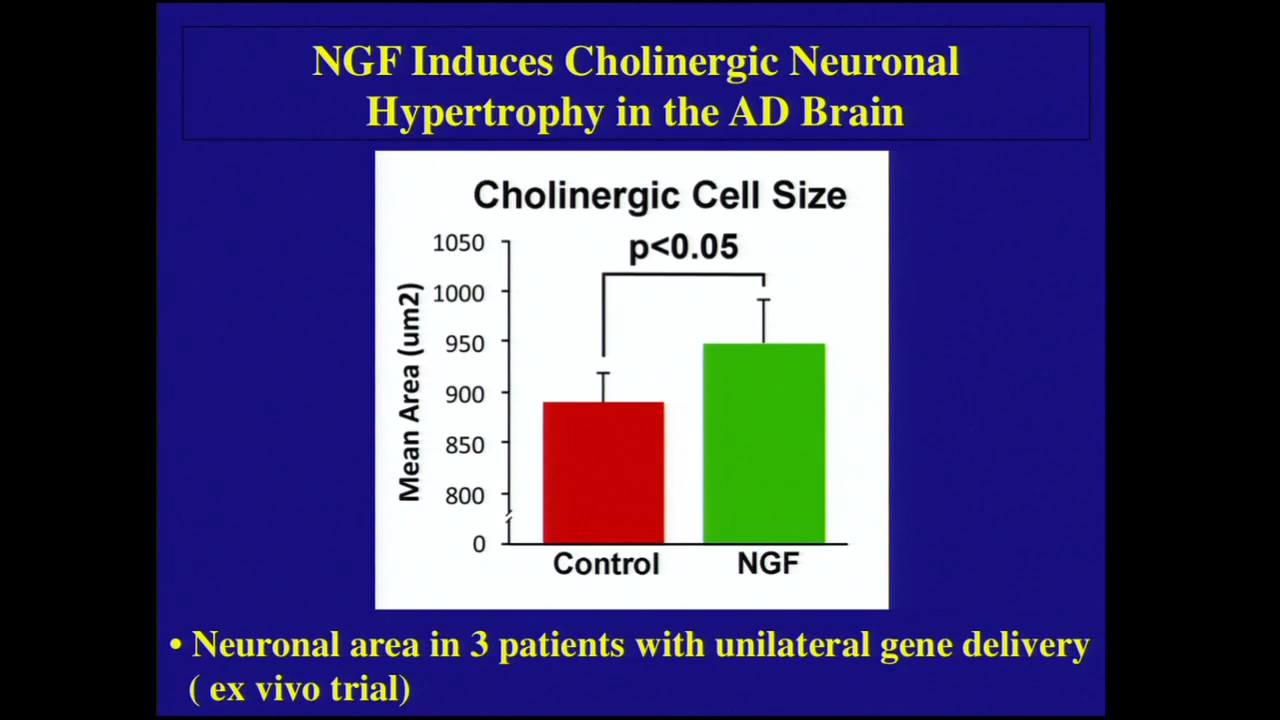 NGF Induces Cholinergic Neuronal
Hypertrophy in the AD Brain
Cholinergic Cell Size
p<0.05
Mean Area (um2)
1050
1000
950
900
850
800
0
Control
NGF
• Neuronal area in 3 patients with unilateral gene delivery
( ex vivo trial)